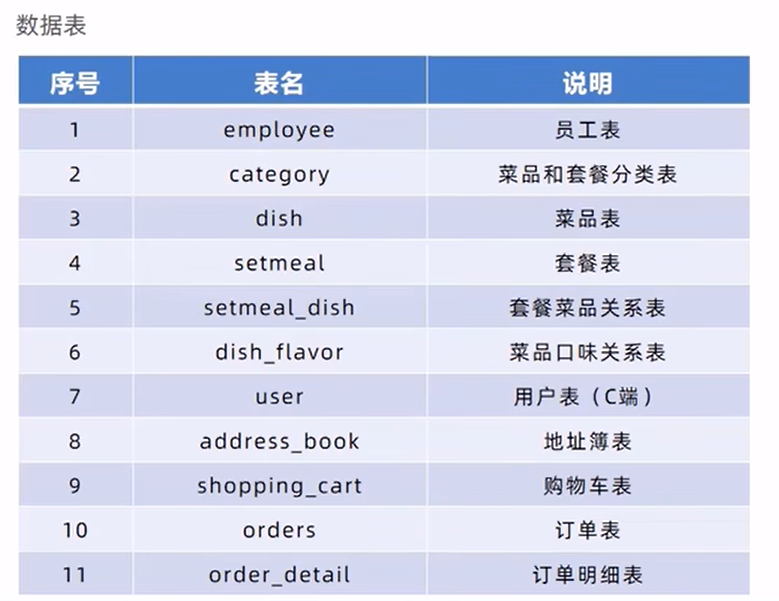 数据表
序号 表名 说明
1 employee 员工表
2 category 菜品和套餐分类表
3 dish 菜品表
4 setmeal 套餐表
5 setmeal_dish 套餐菜品关系表
6 dish_flavor 菜品口味关系表
7 user 用户表（C端）
8 address_book 地址簿表
9 shopping_cart 购物车表
10 orders 订单表
11 order_detail 订单明细表